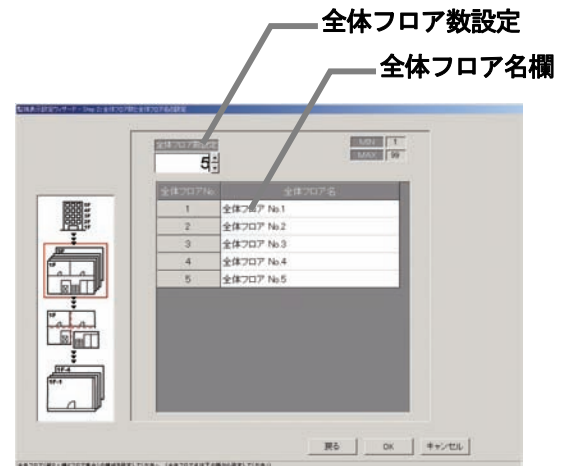 全体フロア数設定
全体フロア名欄
全体フロア数設定
5
MIN 1
MAX 99
全体フロアNo. 全体フロア名
1 全体フロア No.1
2 全体フロア No.2
3 全体フロア No.3
4 全体フロア No.4
5 全体フロア No.5
戻る OK キャンセル